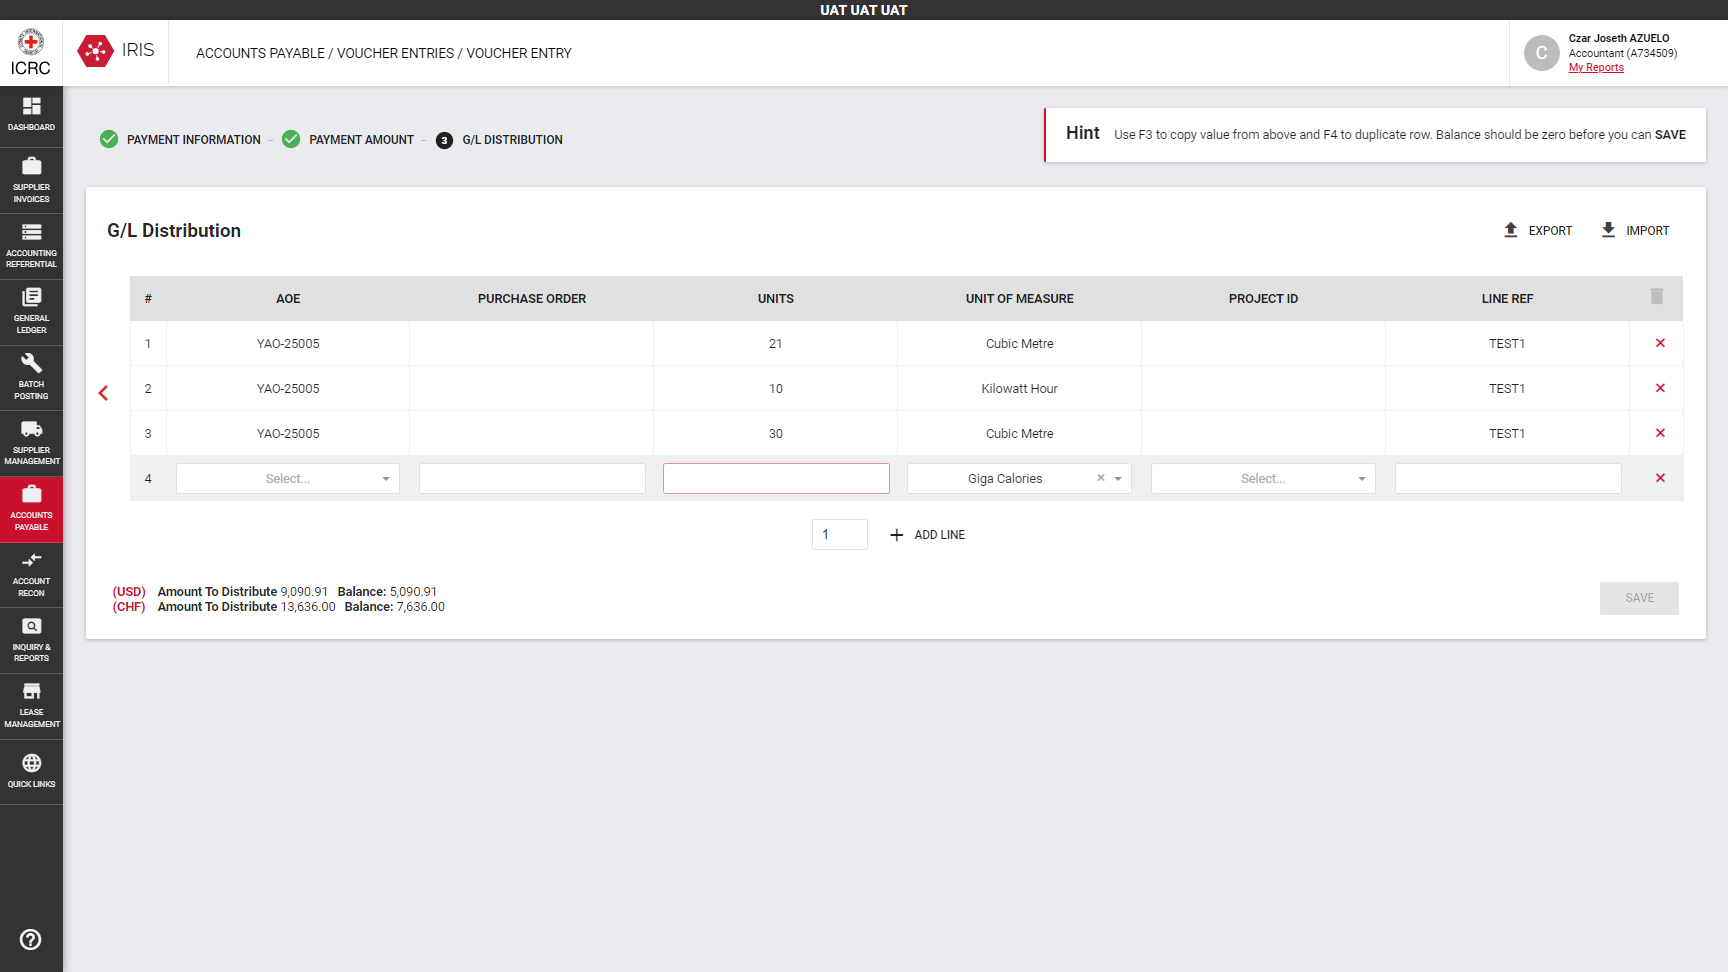 UAT UAT UAT
ICRC
IRIS
ACCOUNTS PAYABLE / VOUCHER ENTRIES / VOUCHER ENTRY
C
Czar Joseth AZUELO
Accountant (A734509)
My Reports
DASHBOARD
SUPPLIER
INVOICES
ACCOUNTING
REFERENTIAL
GENERAL
LEDGER
BATCH
POSTING
SUPPLIER
MANAGEMENT
ACCOUNTS
PAYABLE
ACCOUNT
RECON
INQUIRY &
REPORTS
LEASE
MANAGEMENT
QUICK LINKS
PAYMENT INFORMATION – PAYMENT AMOUNT – 3 G/L DISTRIBUTION
Hint Use F3 to copy value from above and F4 to duplicate row. Balance should be zero before you can SAVE
G/L Distribution
EXPORT IMPORT
# AOE PURCHASE ORDER UNITS UNIT OF MEASURE PROJECT ID LINE REF
1 YAO-25005 21 Cubic Metre TEST1
2 YAO-25005 10 Kilowatt Hour TEST1
3 YAO-25005 30 Cubic Metre TEST1
4 Select... Giga Calories Select...
1 ADD LINE
(USD) Amount To Distribute 9,090.91 Balance: 5,090.91
(CHF) Amount To Distribute 13,636.00 Balance: 7,636.00
SAVE